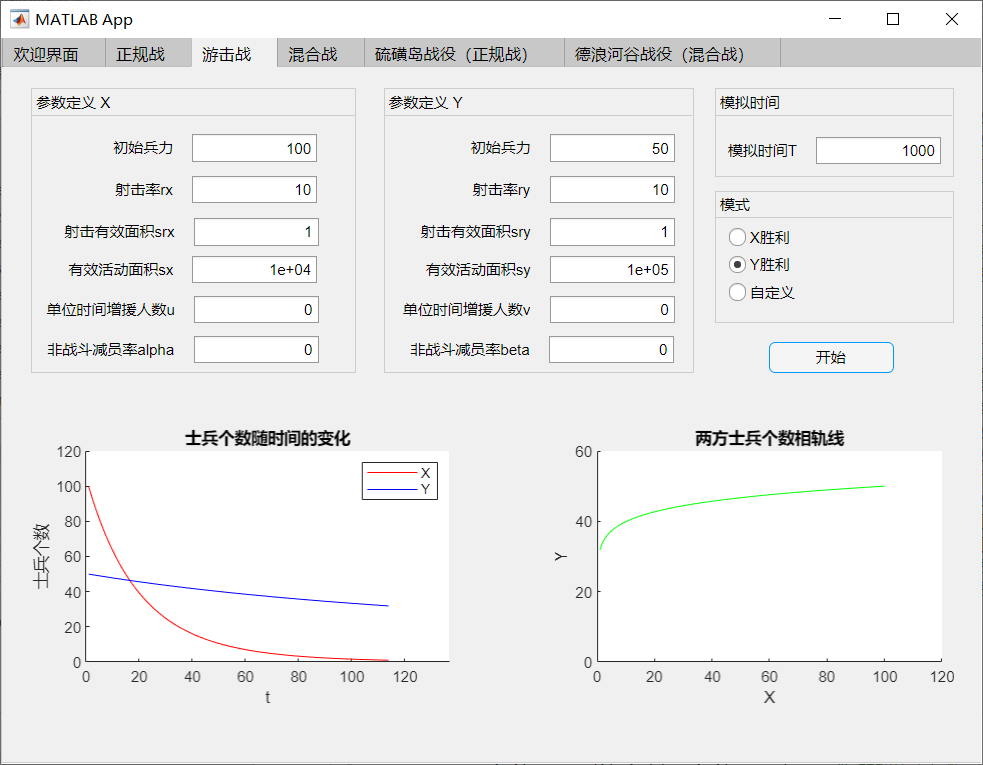 MATLAB App
欢迎界面 正规战 游击战 混合战 硫磺岛战役（正规战） 德浪河谷战役（混合战）
参数定义 X
初始兵力 100
射击率rx 10
射击有效面积srx 1
有效活动面积sx 1e+04
单位时间增援人数u 0
非战斗减员率alpha 0
参数定义 Y
初始兵力 50
射击率ry 10
射击有效面积sry 1
有效活动面积sy 1e+05
单位时间增援人数v 0
非战斗减员率beta 0
模拟时间
模拟时间T 1000
模式
X胜利
Y胜利
自定义
开始
士兵个数随时间的变化
120
100
80
60
40
20
0
士兵个数
X
Y
0 20 40 60 80 100 120
t
两方士兵个数相轨线
60
40
20
0
Y
0 20 40 60 80 100 120
X